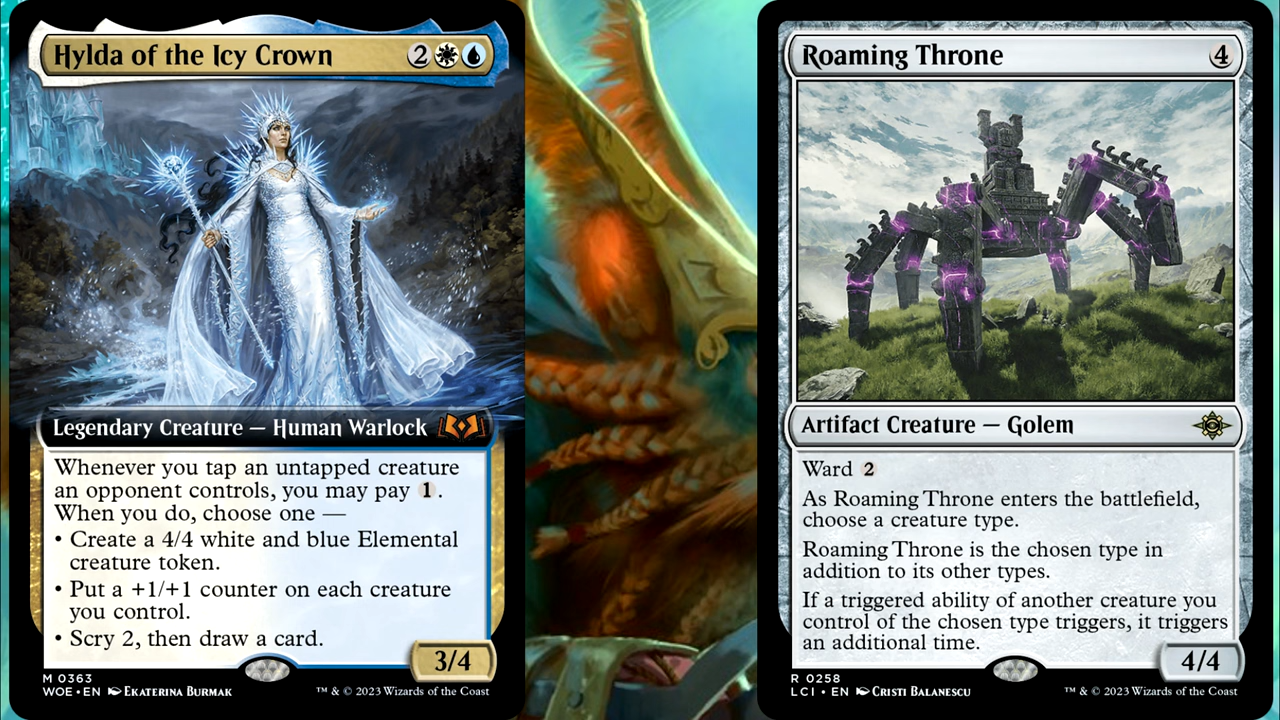 Hylda of the Icy Crown
2
Legendary Creature — Human Warlock
Whenever you tap an untapped creature
an opponent controls, you may pay 1.
When you do, choose one —
• Create a 4/4 white and blue Elemental
creature token.
• Put a +1/+1 counter on each creature
you control.
• Scry 2, then draw a card.
3/4
M 0363
WOE • EN Ekaterina Burmak
™ & © 2023 Wizards of the Coast
Roaming Throne
4
Artifact Creature — Golem
Ward 2
As Roaming Throne enters the battlefield,
choose a creature type.
Roaming Throne is the chosen type in
addition to its other types.
If a triggered ability of another creature you
control of the chosen type triggers, it triggers
an additional time.
4/4
R 0258
LCI • EN Cristi Balanescu
™ & © 2023 Wizards of the Coast